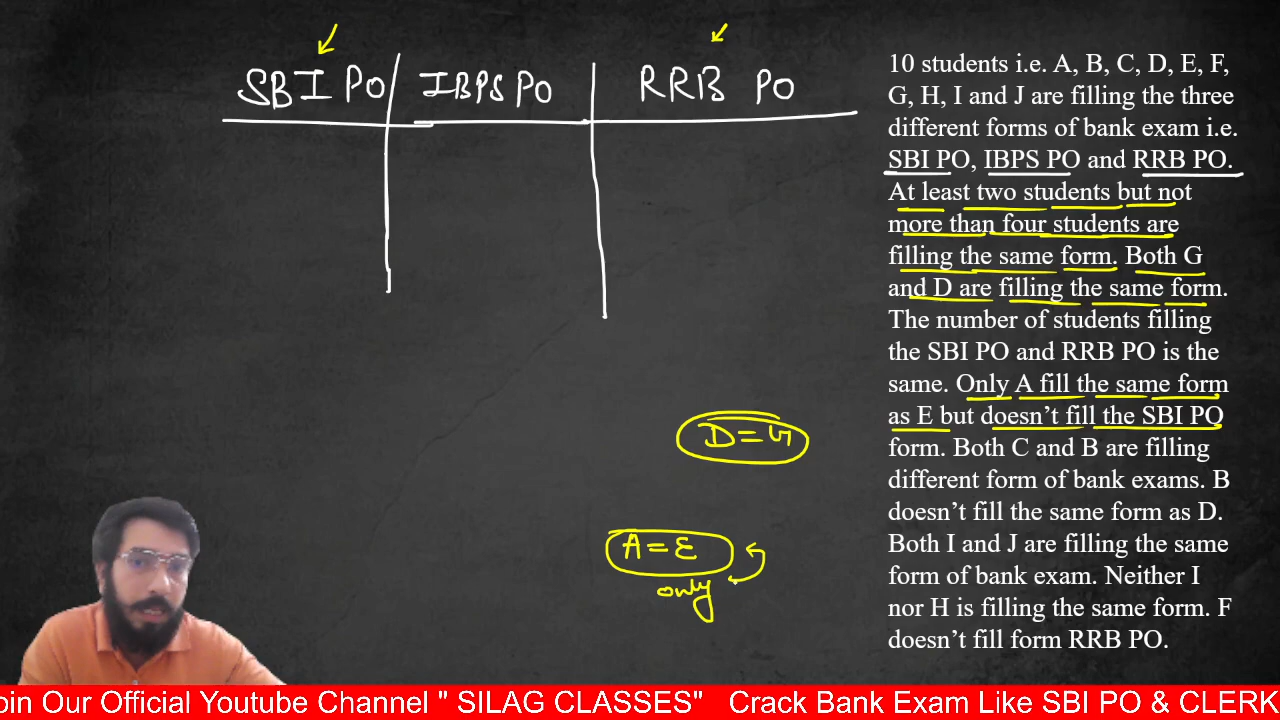 SBI PO
IBPS PO
RRB PO
10 students i.e. A, B, C, D, E, F,
G, H, I and J are filling the three
different forms of bank exam i.e.
SBI PO, IBPS PO and RRB PO.
At least two students but not
more than four students are
filling the same form. Both G
and D are filling the same form.
The number of students filling
the SBI PO and RRB PO is the
same. Only A fill the same form
as E but doesn’t fill the SBI PO
form. Both C and B are filling
different form of bank exams. B
doesn’t fill the same form as D.
Both I and J are filling the same
form of bank exam. Neither I
nor H is filling the same form. F
doesn’t fill form RRB PO.
D = G
A = E
only
oin Our Official Youtube Channel " SILAG CLASSES" Crack Bank Exam Like SBI PO & CLERK